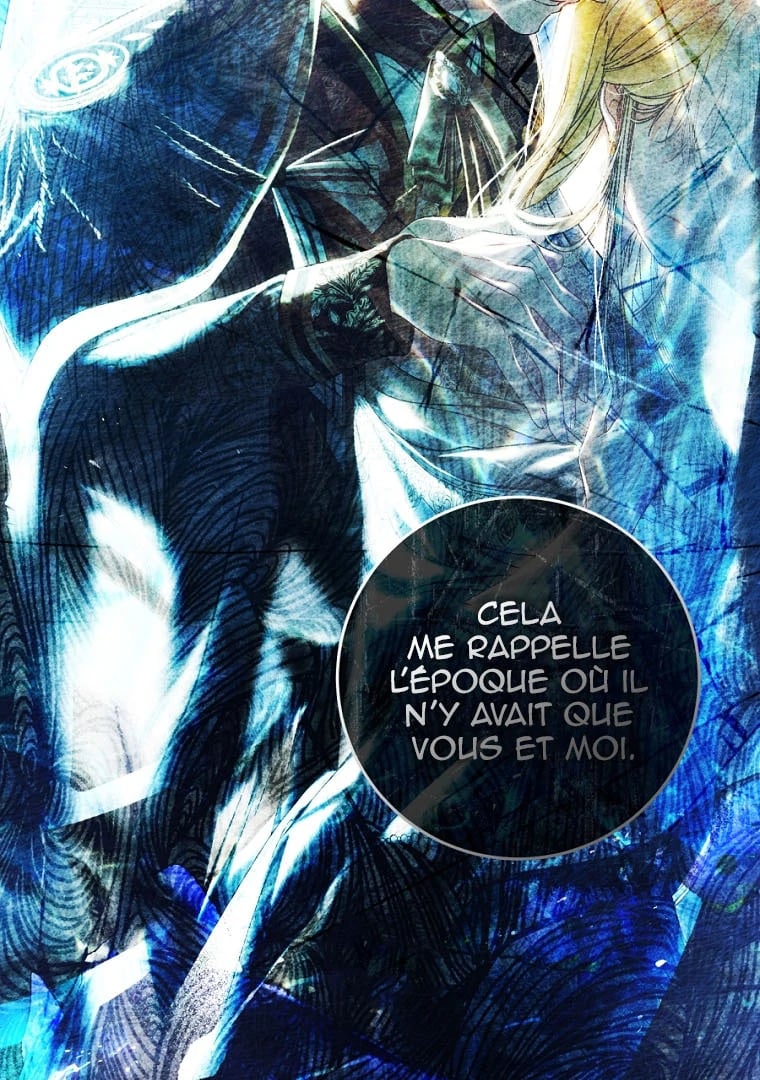 CELA
ME RAPPELLE
L'ÉPOQUE OÙ IL
N'Y AVAIT QUE
VOUS ET MOI.